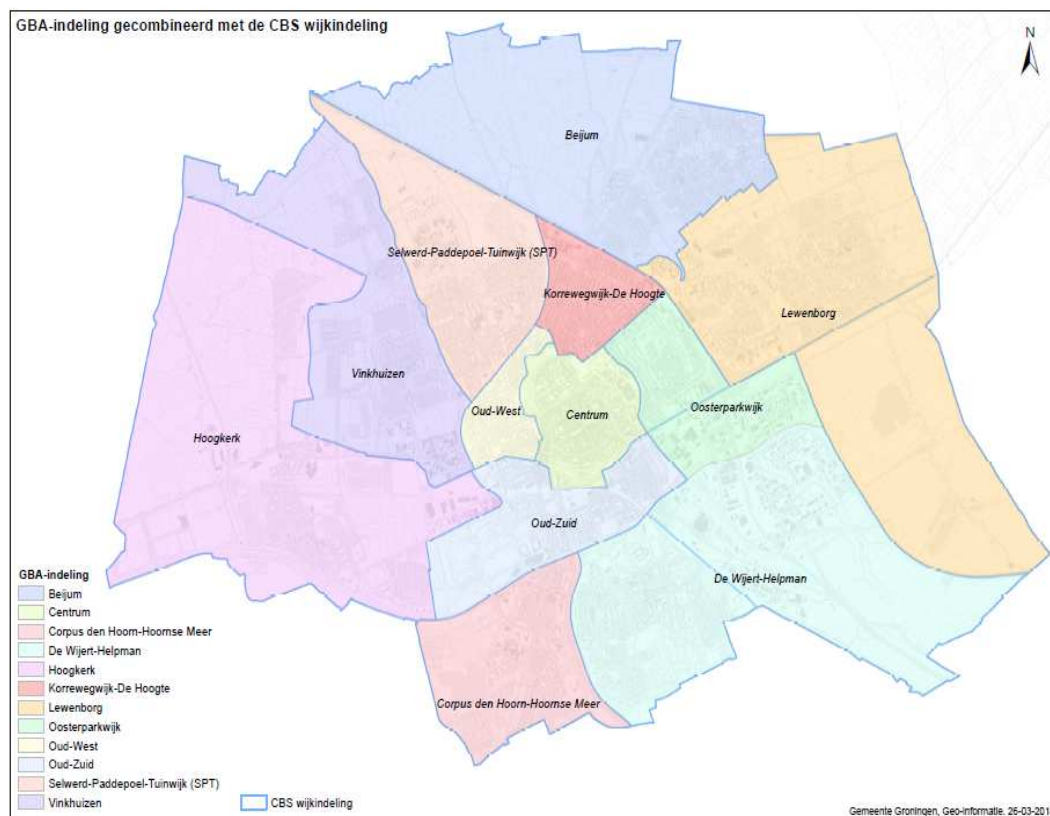 GBA-indeling gecombineerd met de CBS wijkindeling
N
Beijum
Selwerd-Paddepoel-Tuinwijk (SPT)
Korrewegwijk-De Hoogte
Lewenborg
Vinkhuizen
Oud-West
Centrum
Oosterparkwijk
Hoogkerk
Oud-Zuid
De Wijert-Helpman
Corpus den Hoorn-Hoornse Meer
GBA-indeling
Beijum
Centrum
Corpus den Hoorn-Hoornse Meer
De Wijert-Helpman
Hoogkerk
Korrewegwijk-De Hoogte
Lewenborg
Oosterparkwijk
Oud-West
Oud-Zuid
Selwerd-Paddepoel-Tuinwijk (SPT)
Vinkhuizen
CBS wijkindeling
Gemeente Groningen, Geo-informatie. 26-03-201